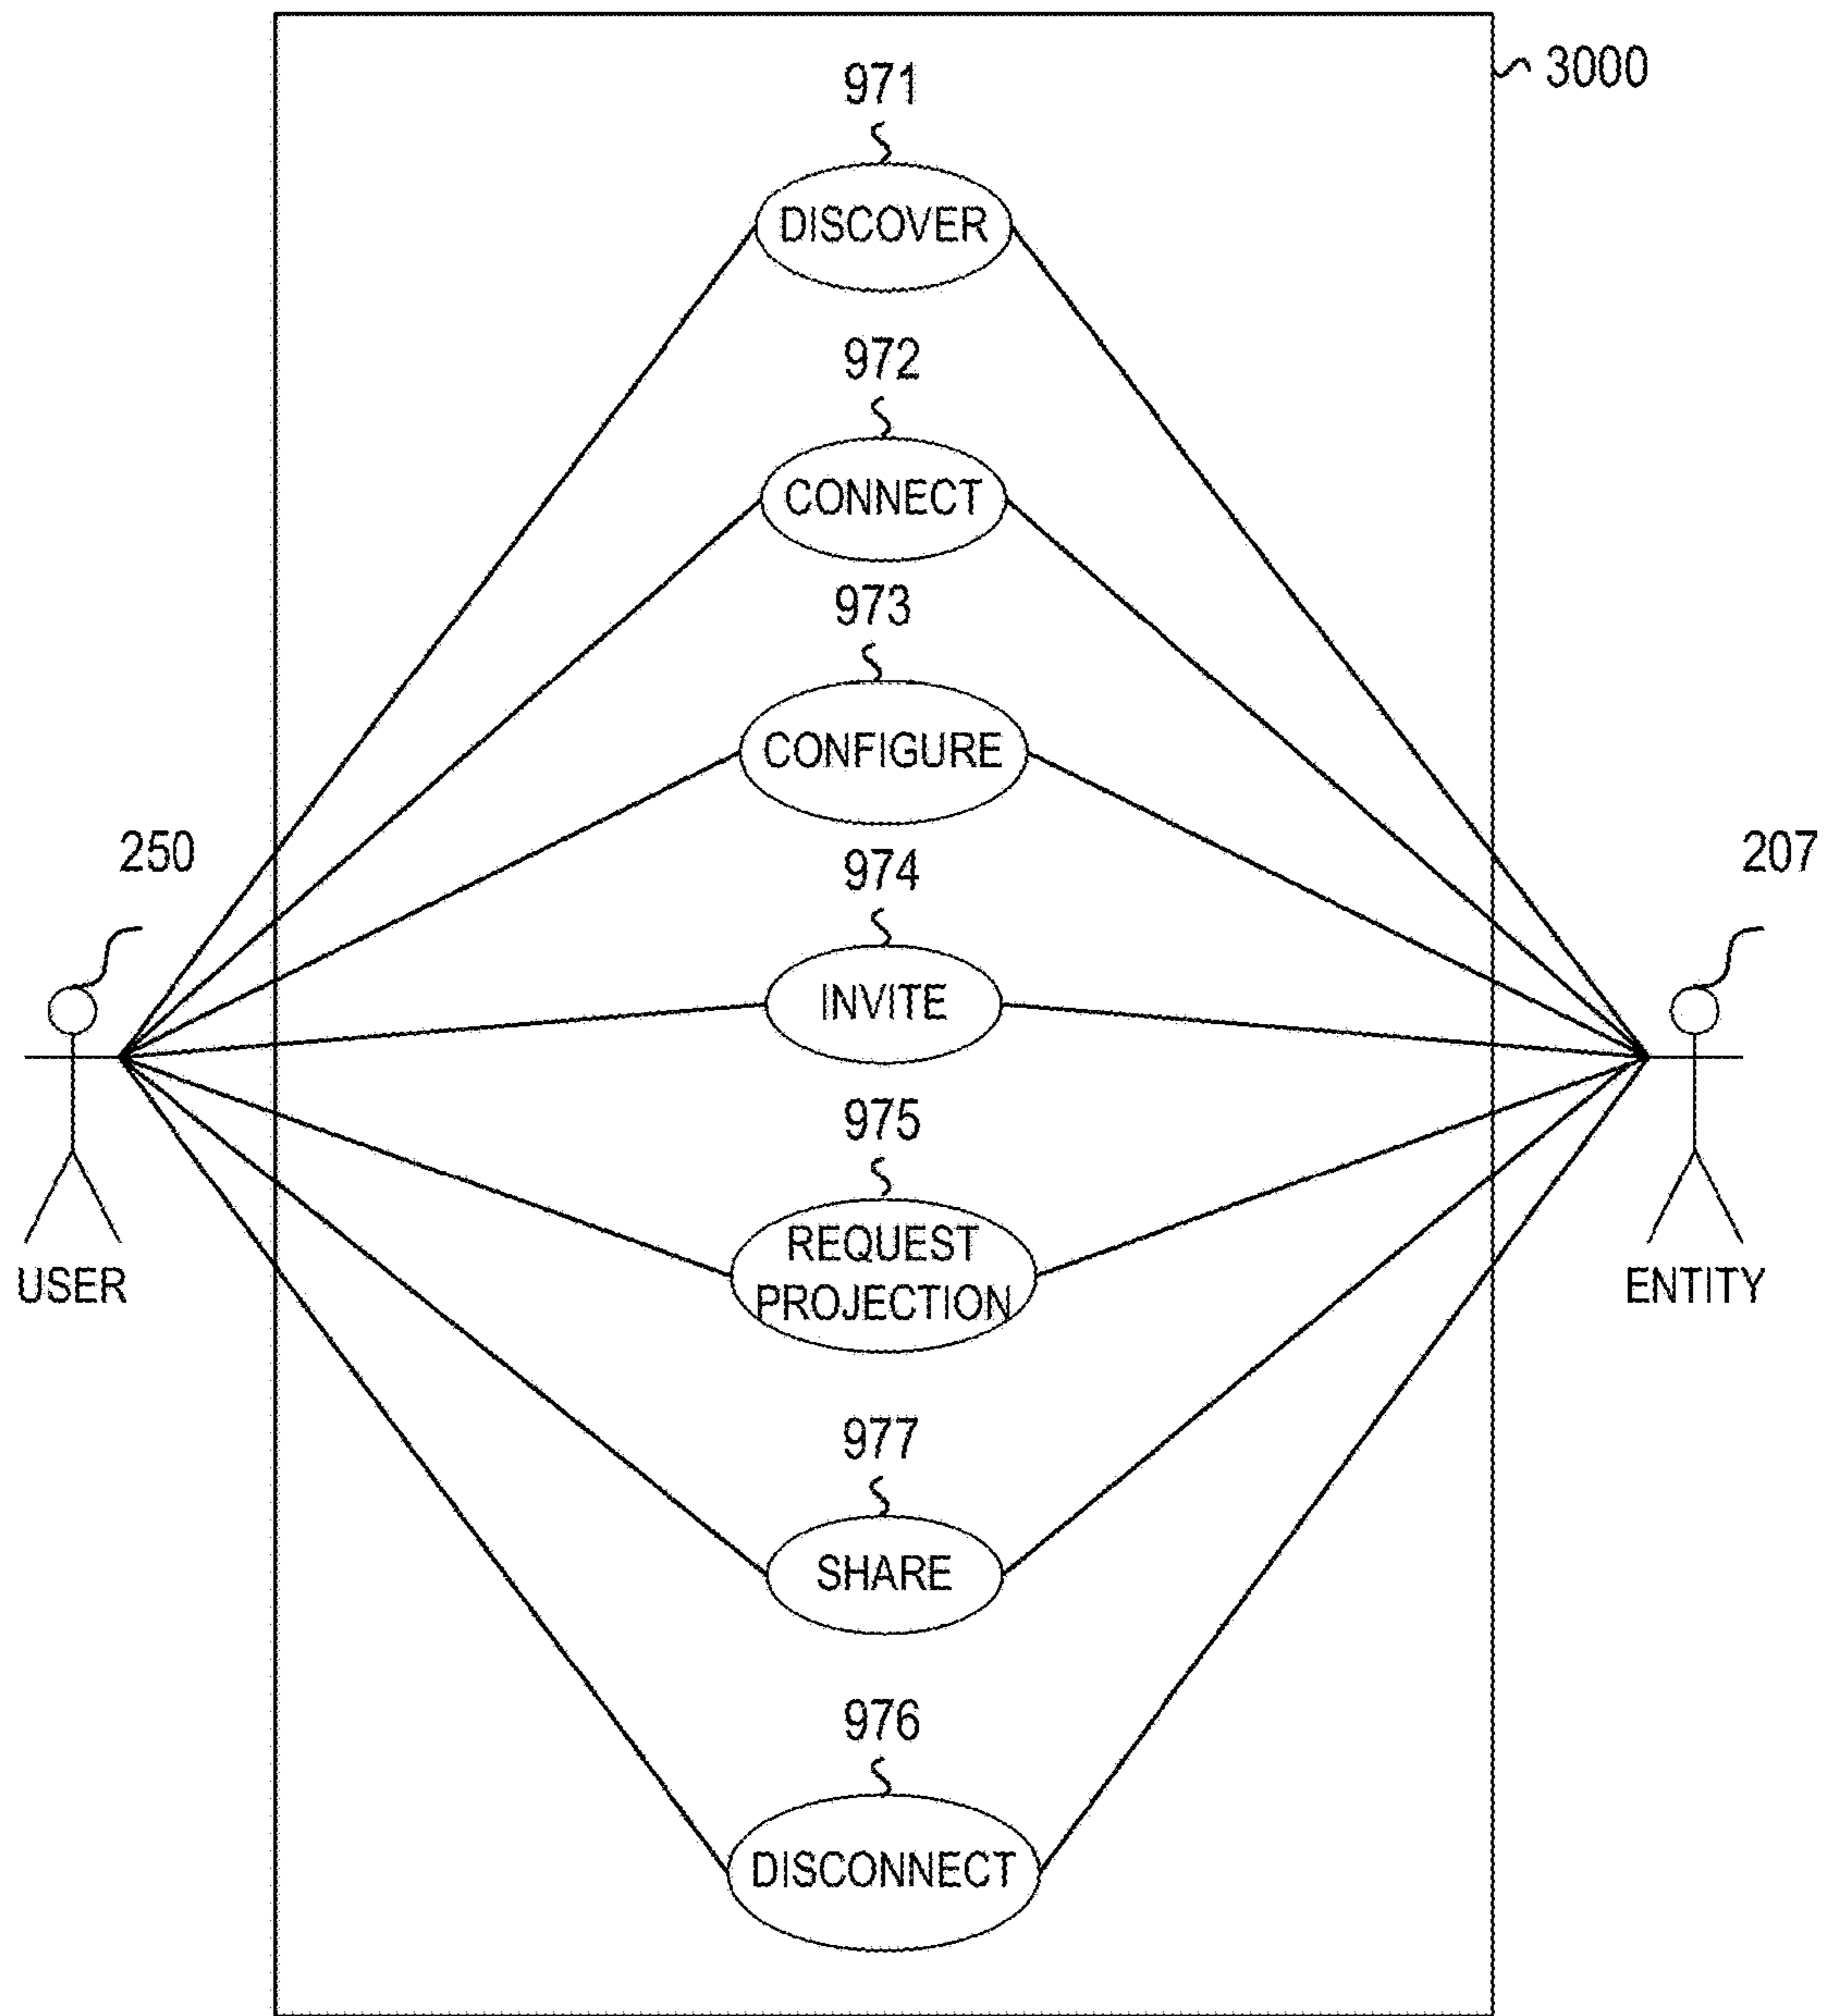 3000
971
DISCOVER
972
CONNECT
973
CONFIGURE
250
974
207
INVITE
975
REQUEST
PROJECTION
USER
ENTITY
977
SHARE
976
DISCONNECT